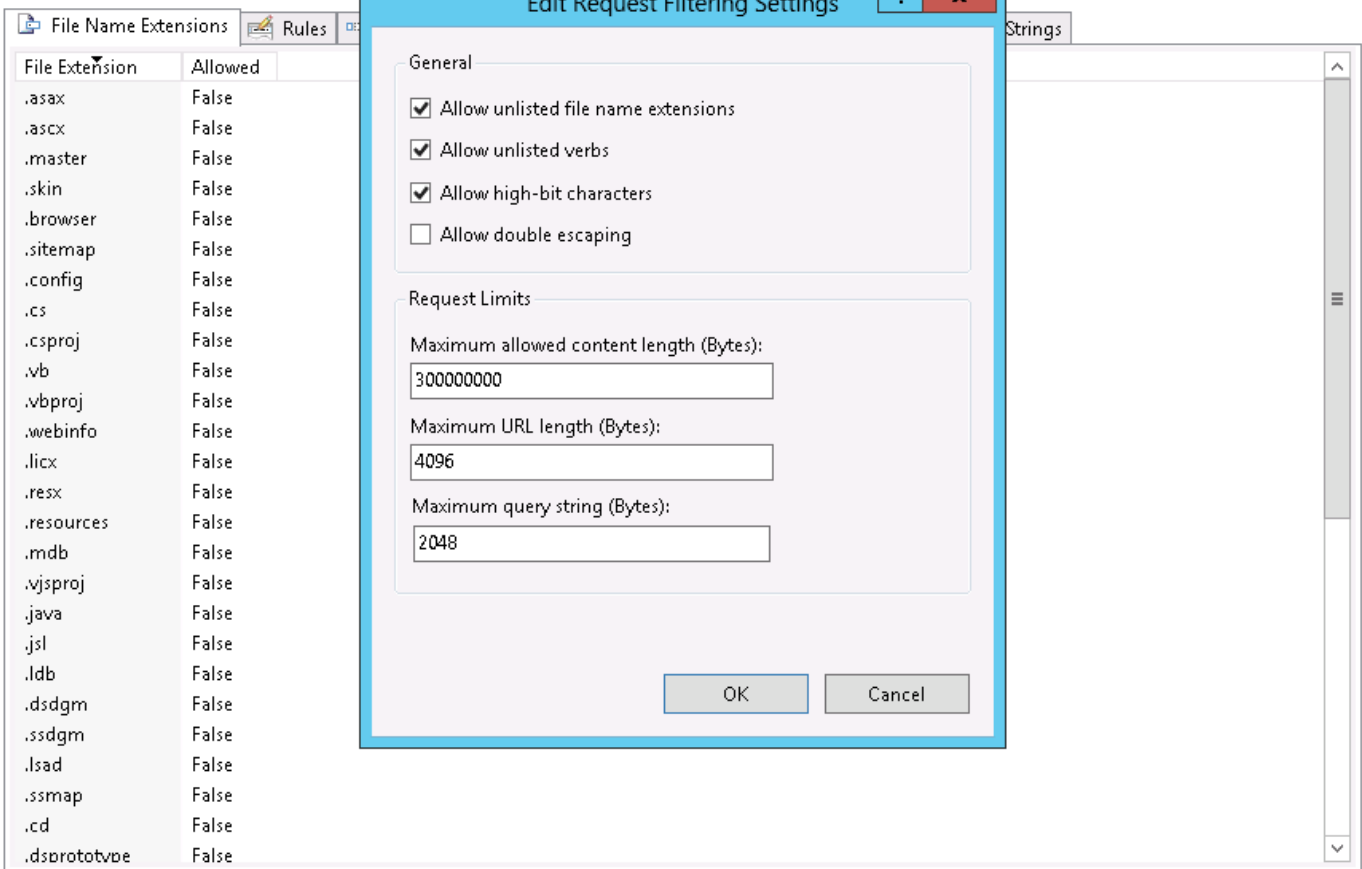 Edit Request Filtering Settings
File Name Extensions
Rules
Strings
File Extension Allowed
.asax False
.ascx False
.master False
.skin False
.browser False
.sitemap False
.config False
.cs False
.csproj False
.vb False
.vbproj False
.webinfo False
.licx False
.resx False
.resources False
.mdb False
.vjsproj False
.java False
.jsl False
.ldb False
.dsdgm False
.ssdgm False
.lsad False
.ssmap False
.cd False
.dsprototype False
General
Allow unlisted file name extensions
Allow unlisted verbs
Allow high-bit characters
Allow double escaping
Request Limits
Maximum allowed content length (Bytes):
300000000
Maximum URL length (Bytes):
4096
Maximum query string (Bytes):
2048
OK
Cancel